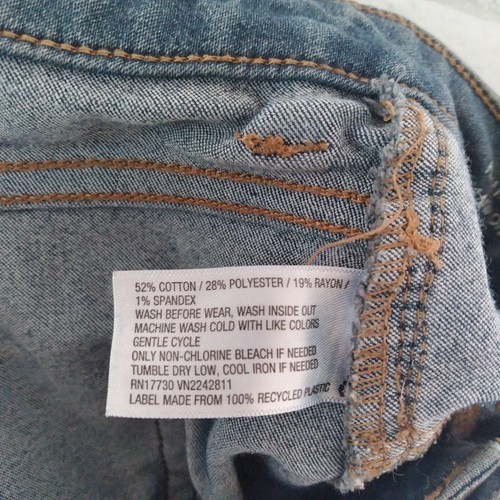 52% COTTON / 28% POLYESTER / 19% RAYON /
1% SPANDEX
WASH BEFORE WEAR, WASH INSIDE OUT
MACHINE WASH COLD WITH LIKE COLORS
GENTLE CYCLE
ONLY NON-CHLORINE BLEACH IF NEEDED
TUMBLE DRY LOW, COOL IRON IF NEEDED
RN17730 VN2242811
LABEL MADE FROM 100% RECYCLED PLASTIC